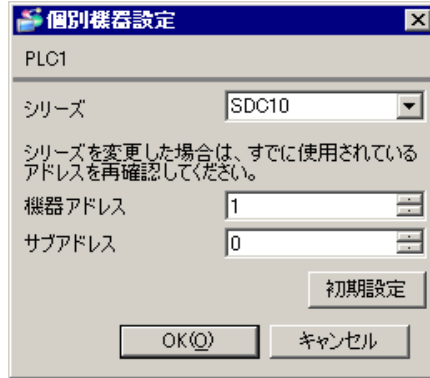 個別機器設定
PLC1
シリーズ
SDC10
シリーズを変更した場合は、すでに使用されている
アドレスを再確認してください。
機器アドレス
1
サブアドレス
0
初期設定
OK(O)
キャンセル